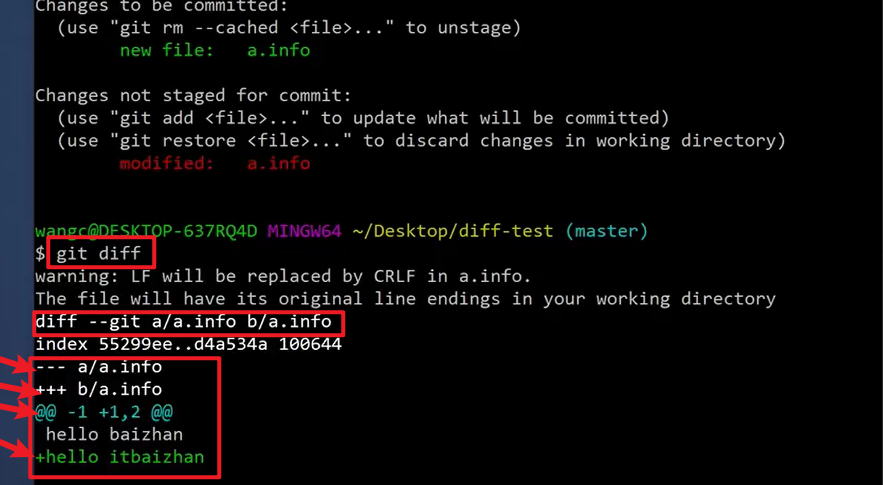 Changes to be committed:
  (use "git rm --cached <file>..." to unstage)
        new file:   a.info

Changes not staged for commit:
  (use "git add <file>..." to update what will be committed)
  (use "git restore <file>..." to discard changes in working directory)
        modified:   a.info

wangc@DESKTOP-637RQ4D MINGW64 ~/Desktop/diff-test (master)
$ git diff
warning: LF will be replaced by CRLF in a.info.
The file will have its original line endings in your working directory
diff --git a/a.info b/a.info
index 55299ee..d4a534a 100644
--- a/a.info
+++ b/a.info
@@ -1 +1,2 @@
 hello baizhan
+hello itbaizhan